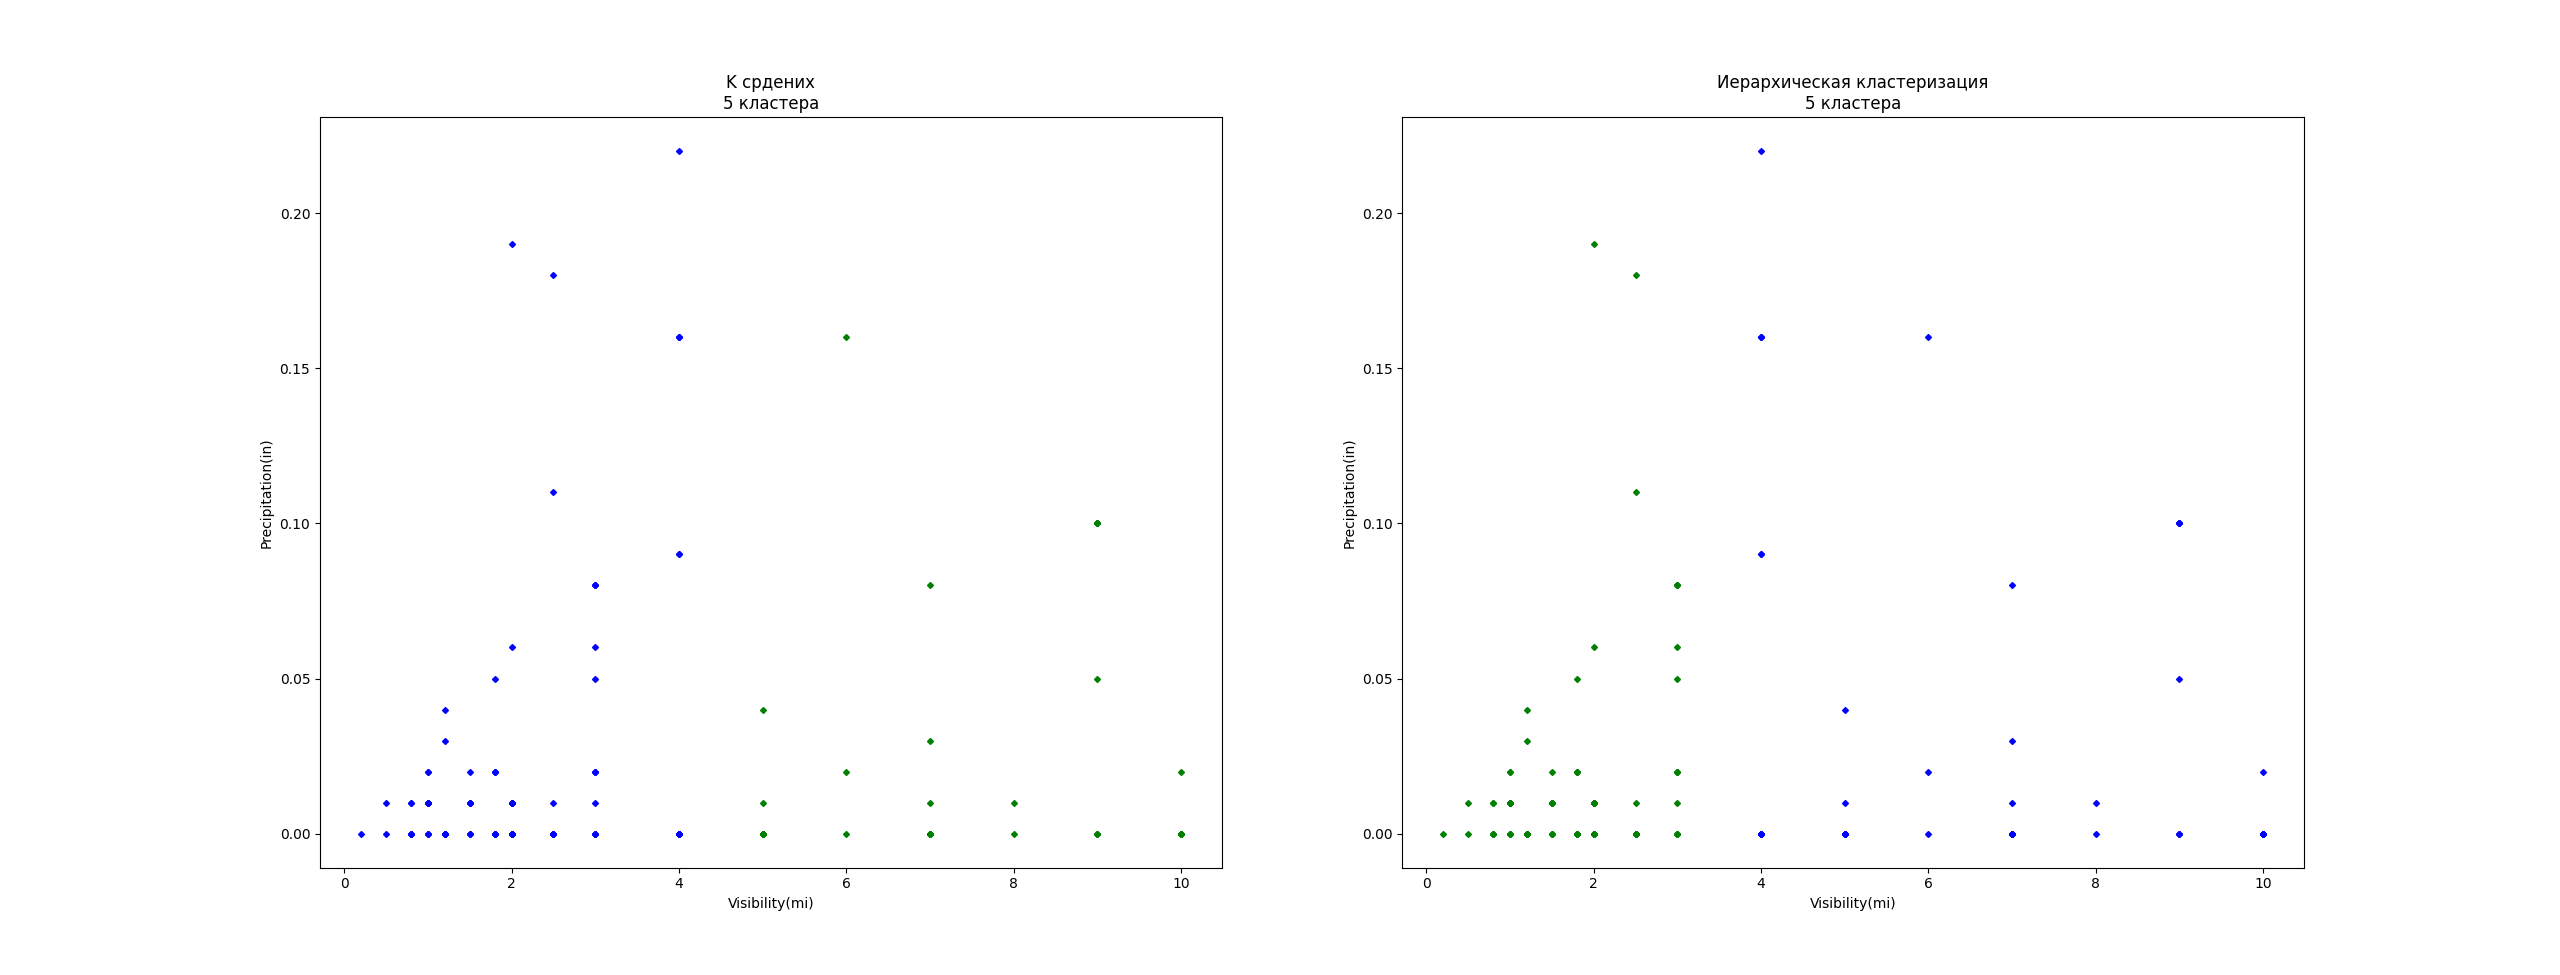 К срдених
5 кластера
0.20
0.15
0.10
0.05
0.00
Precipitation(in)
0 2 4 6 8 10
Visibility(mi)
Иерархическая кластеризация
5 кластера
0.20
0.15
0.10
0.05
0.00
Precipitation(in)
0 2 4 6 8 10
Visibility(mi)